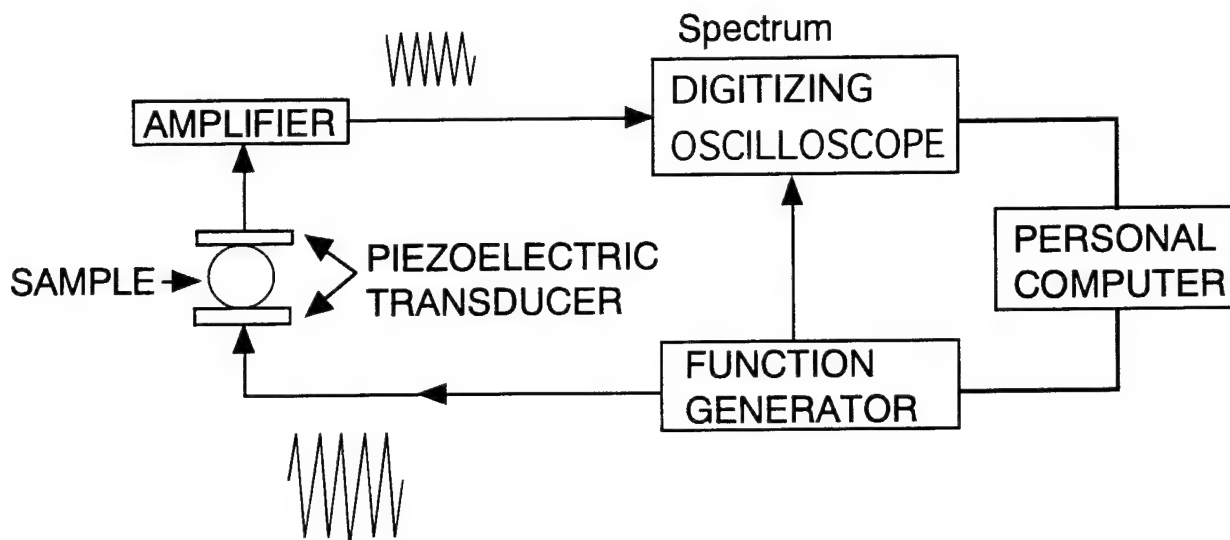 Spectrum
DIGITIZING
OSCILLOSCOPE
AMPLIFIER
PERSONAL
COMPUTER
SAMPLE
PIEZOELECTRIC
TRANSDUCER
FUNCTION
GENERATOR